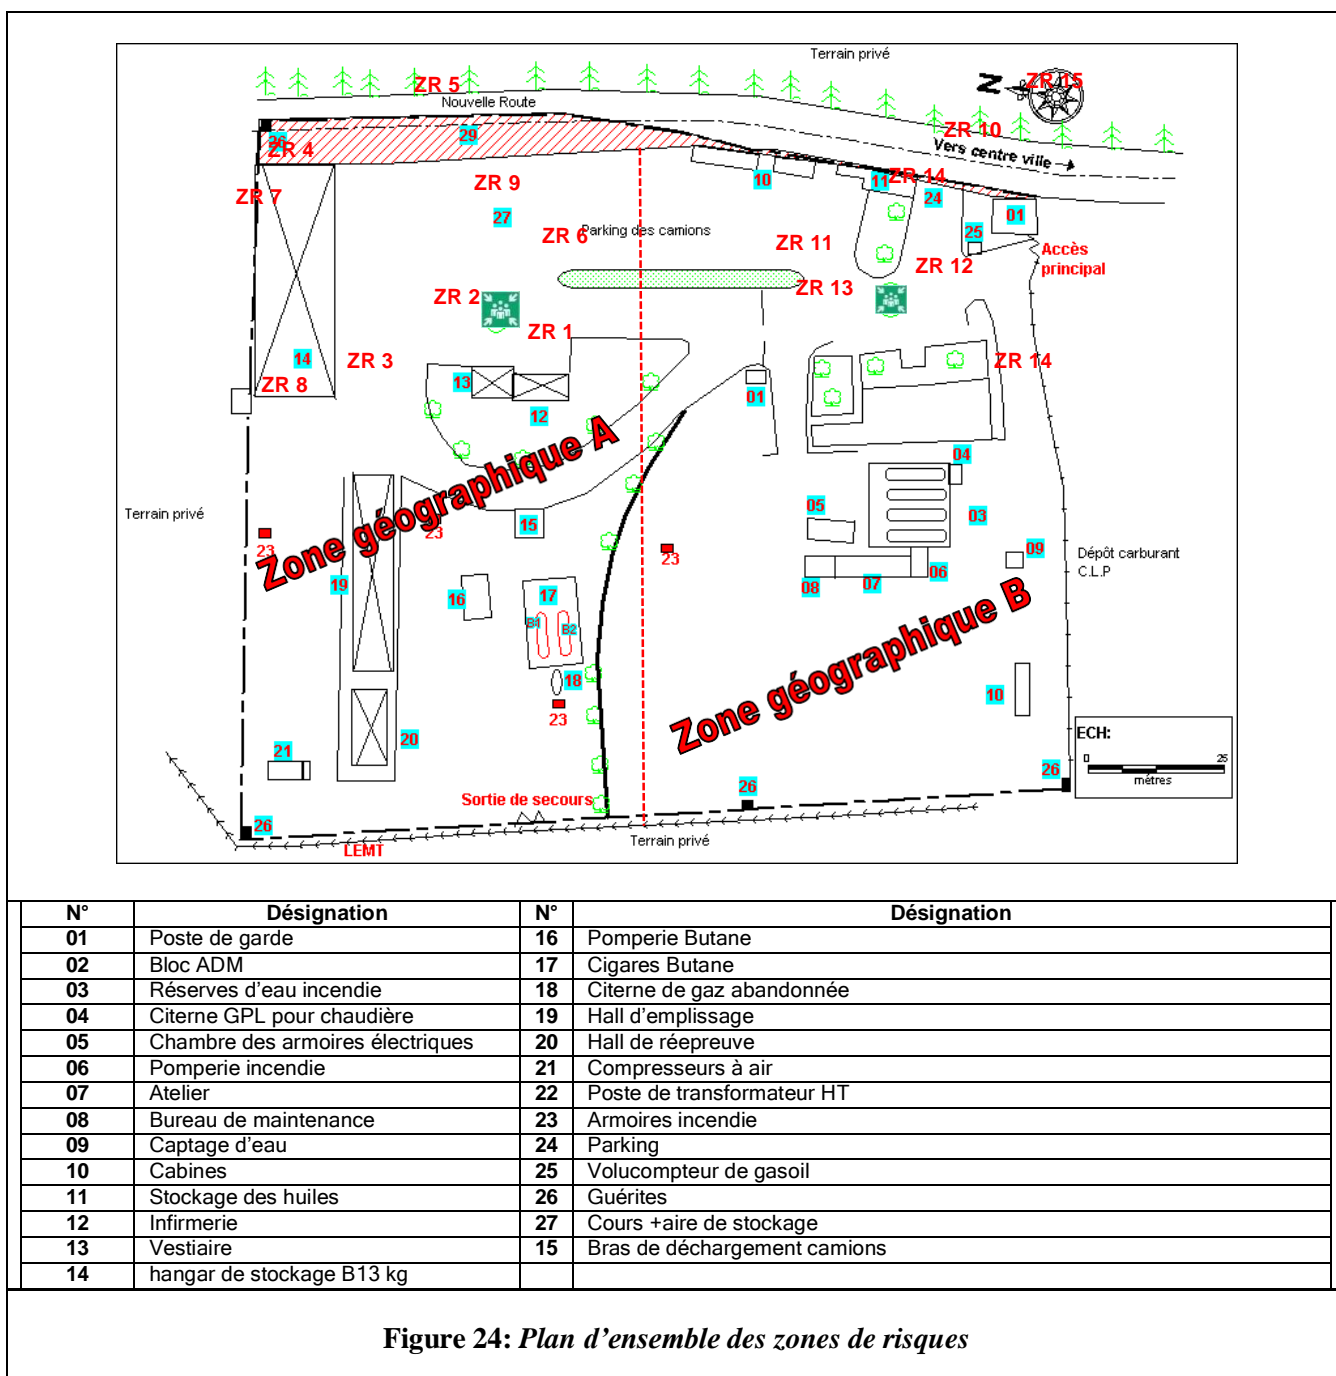 Terrain privé
ZR 5
N
ZR 15
Nouvelle Route
ZR 10
29
26
ZR 4
Vers centre ville
ZR 7
ZR 9
10
11
ZR 14
24
27
01
ZR 6
Parking des camions
ZR 11
25
Accès
principal
ZR 12
ZR 2
ZR 13
ZR 1
14
ZR 3
ZR 14
ZR 8
13
01
12
Zone géographique A
04
Terrain privé
05
03
15
23
23
23
09
Dépôt carburant
C.L.P
19
16
17
08
07
06
B1
B2
Zone géographique B
18
10
23
20
21
ECH:
0
25
métres
26
26
Sortie de secours
26
LEMT
Terrain privé
N° Désignation N° Désignation
01 Poste de garde 16 Pomperie Butane
02 Bloc ADM 17 Cigares Butane
03 Réserves d'eau incendie 18 Citerne de gaz abandonnée
04 Citerne GPL pour chaudière 19 Hall d'emplissage
05 Chambre des armoires électriques 20 Hall de réepreuve
06 Pomperie incendie 21 Compresseurs à air
07 Atelier 22 Poste de transformateur HT
08 Bureau de maintenance 23 Armoires incendie
09 Captage d'eau 24 Parking
10 Cabines 25 Volucompteur de gasoil
11 Stockage des huiles 26 Guérites
12 Infirmerie 27 Cours +aire de stockage
13 Vestiaire 15 Bras de déchargement camions
14 hangar de stockage B13 kg
Figure 24: Plan d'ensemble des zones de risques